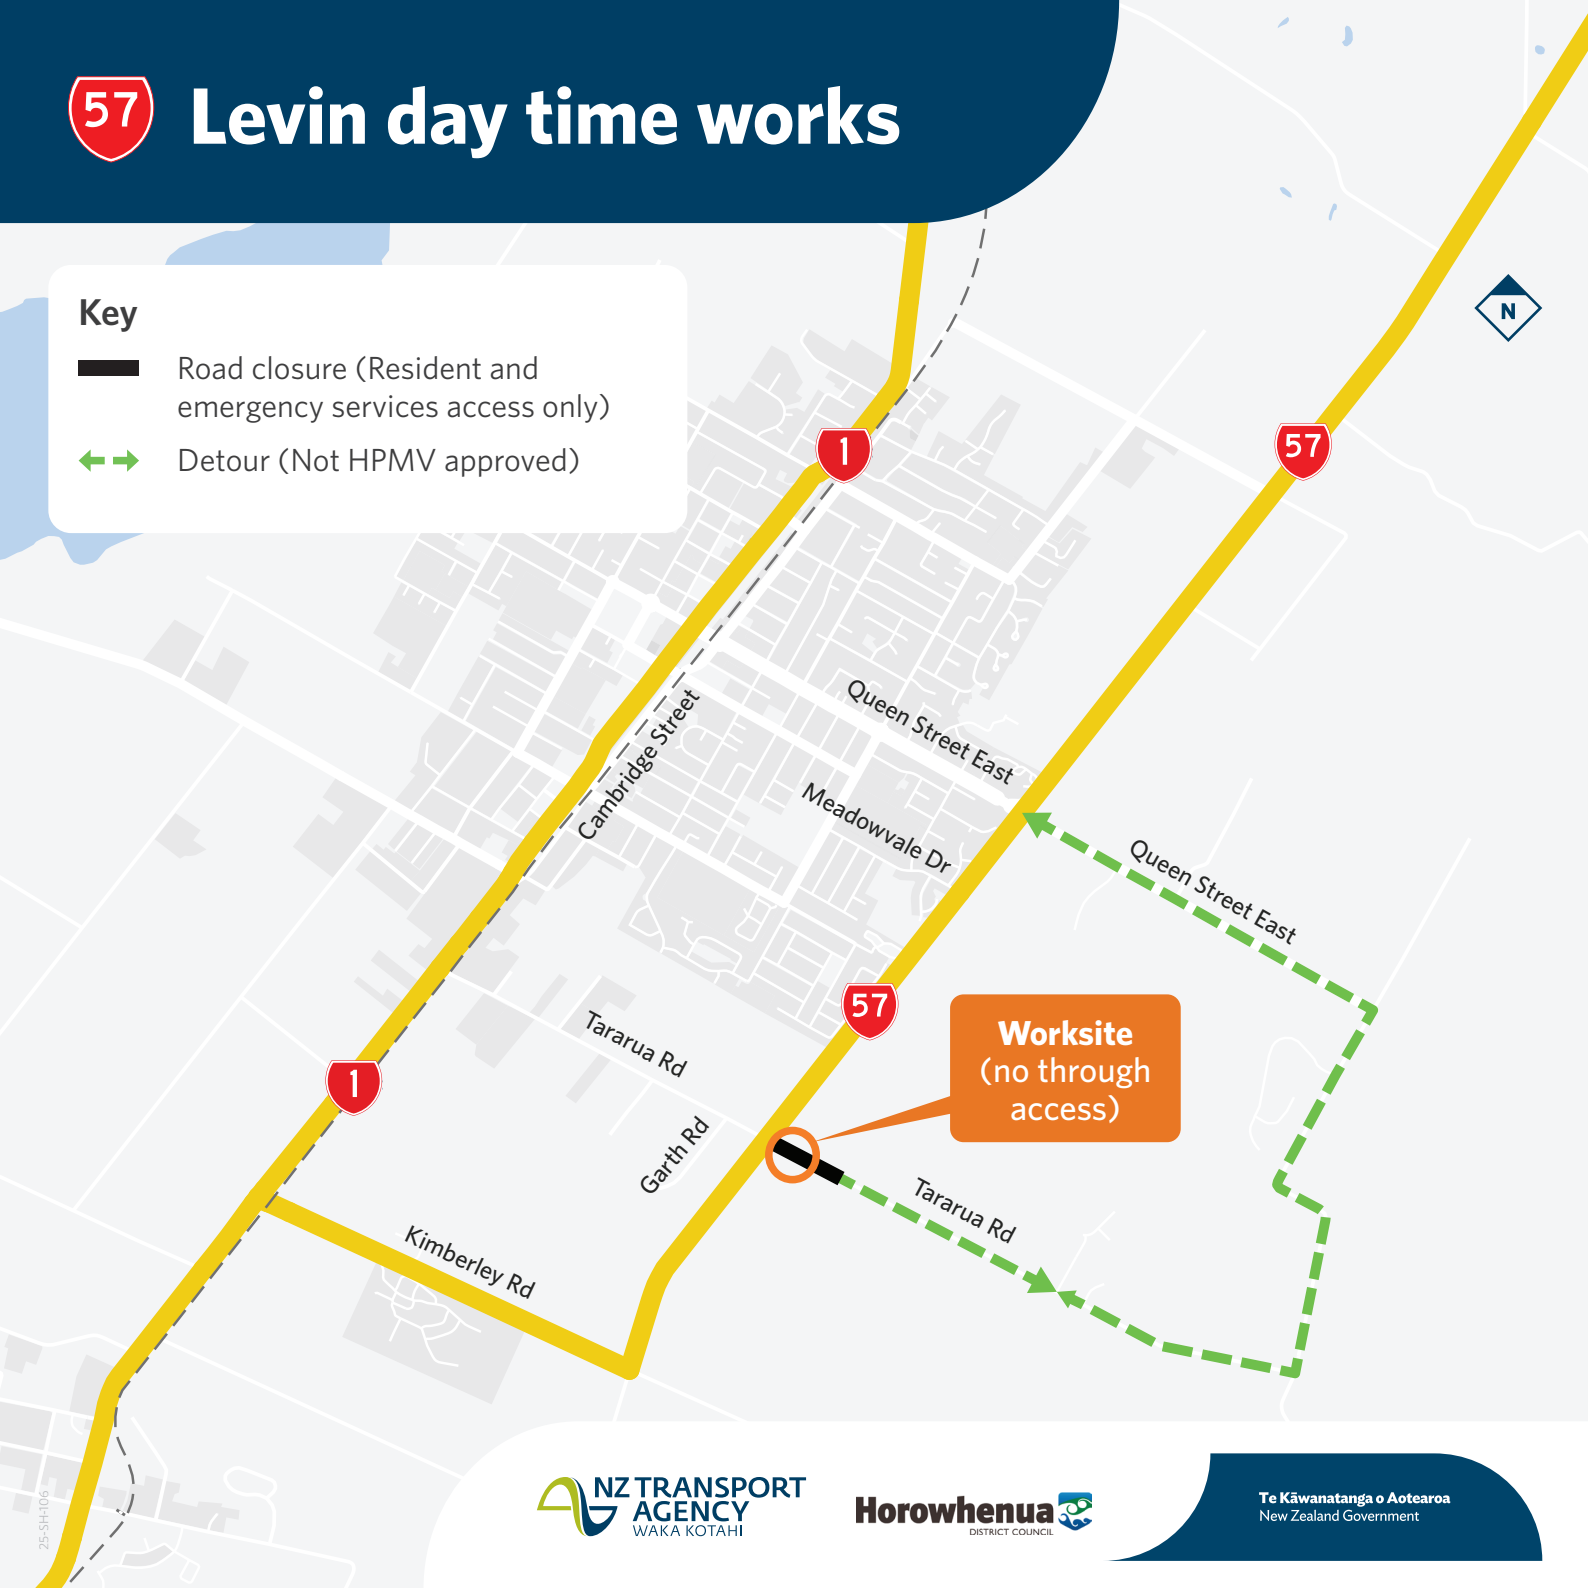 57
Levin day time works
Key
Road closure (Resident and
emergency services access only)
Detour (Not HPMV approved)
N
1
57
Queen Street East
Cambridge Street
Meadowvale Dr
Queen Street East
57
Worksite
(no through
access)
Tararua Rd
1
Garth Rd
Tararua Rd
Kimberley Rd
25-SH-106
NZ TRANSPORT
AGENCY
WAKA KOTAHI
Horowhenua
DISTRICT COUNCIL
Te Kāwanatanga o Aotearoa
New Zealand Government